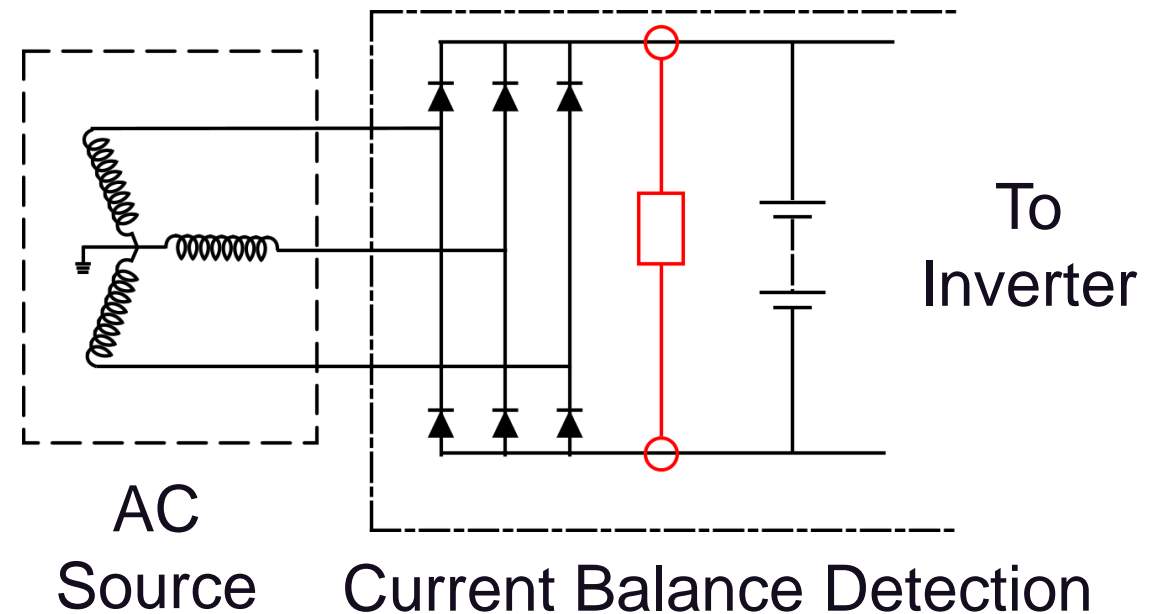 To
Inverter
AC
Source
Current Balance Detection